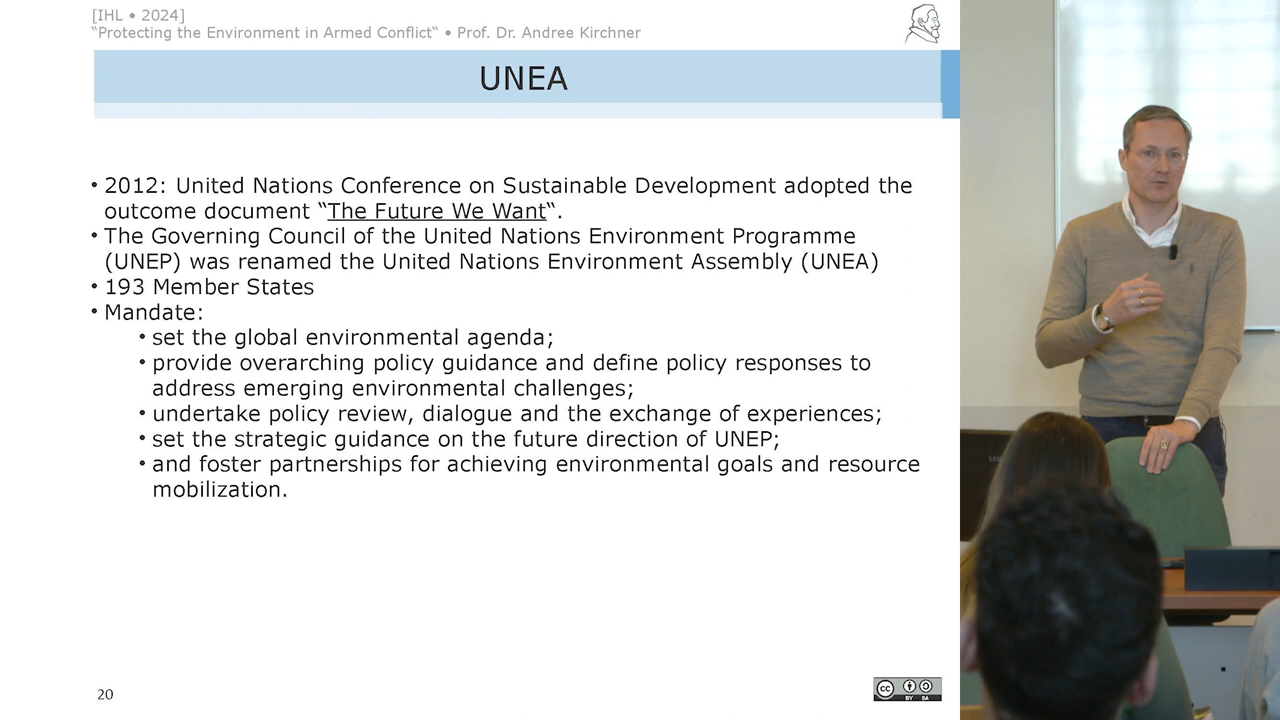 [IHL • 2024]
“Protecting the Environment in Armed Conflict“ • Prof. Dr. Andree Kirchner
UNEA
• 2012: United Nations Conference on Sustainable Development adopted the
outcome document “The Future We Want“.
• The Governing Council of the United Nations Environment Programme
(UNEP) was renamed the United Nations Environment Assembly (UNEA)
• 193 Member States
• Mandate:
• set the global environmental agenda;
• provide overarching policy guidance and define policy responses to
address emerging environmental challenges;
• undertake policy review, dialogue and the exchange of experiences;
• set the strategic guidance on the future direction of UNEP;
• and foster partnerships for achieving environmental goals and resource
mobilization.
20
cc
BY SA